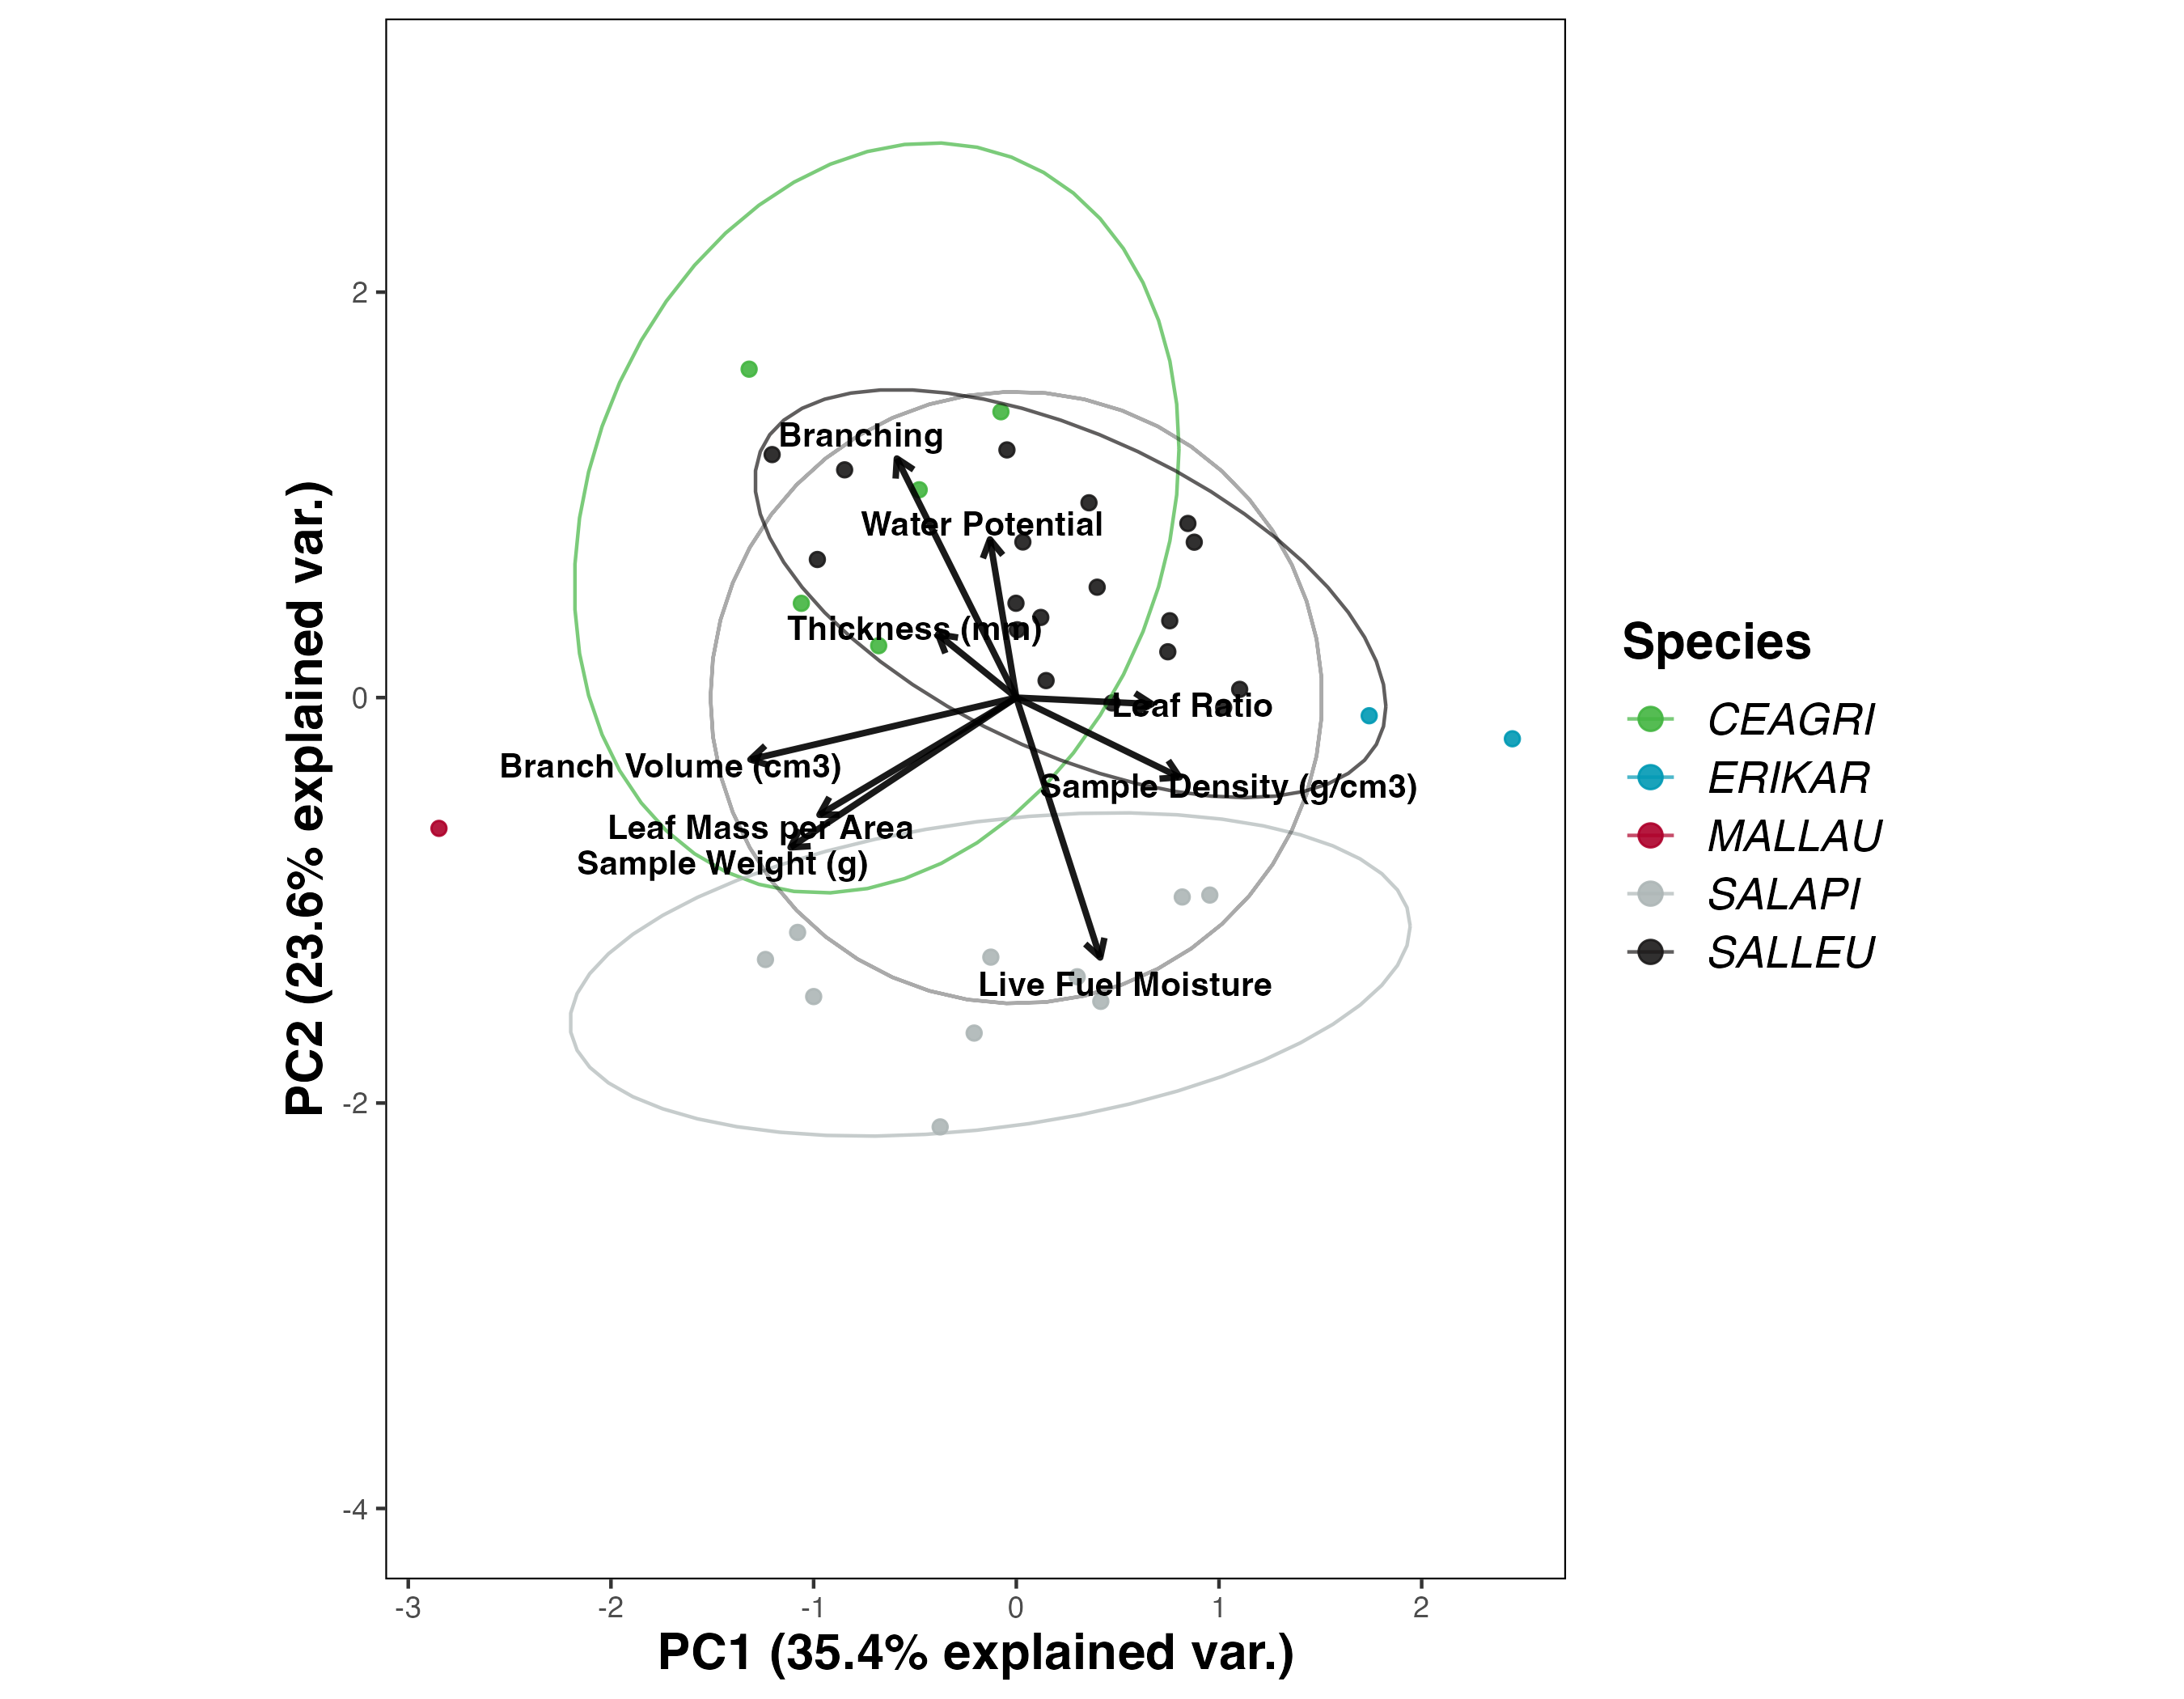 PC2 (23.6% explained var.)
2
0
-2
-4
Branching
Water Potential
Thickness (mm)
Leaf Ratio
Branch Volume (cm3)
Sample Density (g/cm3)
Leaf Mass per Area
Sample Weight (g)
Live Fuel Moisture
-3
-2
-1
0
1
2
PC1 (35.4% explained var.)
Species
CEAGRI
ERIKAR
MALLAU
SALAPI
SALLEU